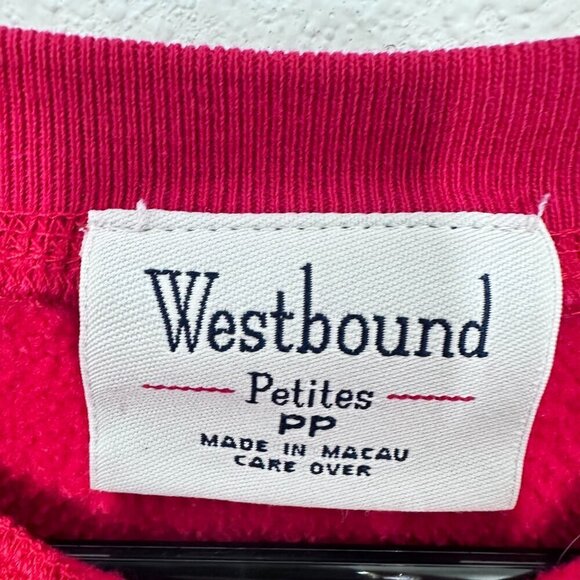 Westbound
Petites
PP
MADE IN MACAU
CARE OVER